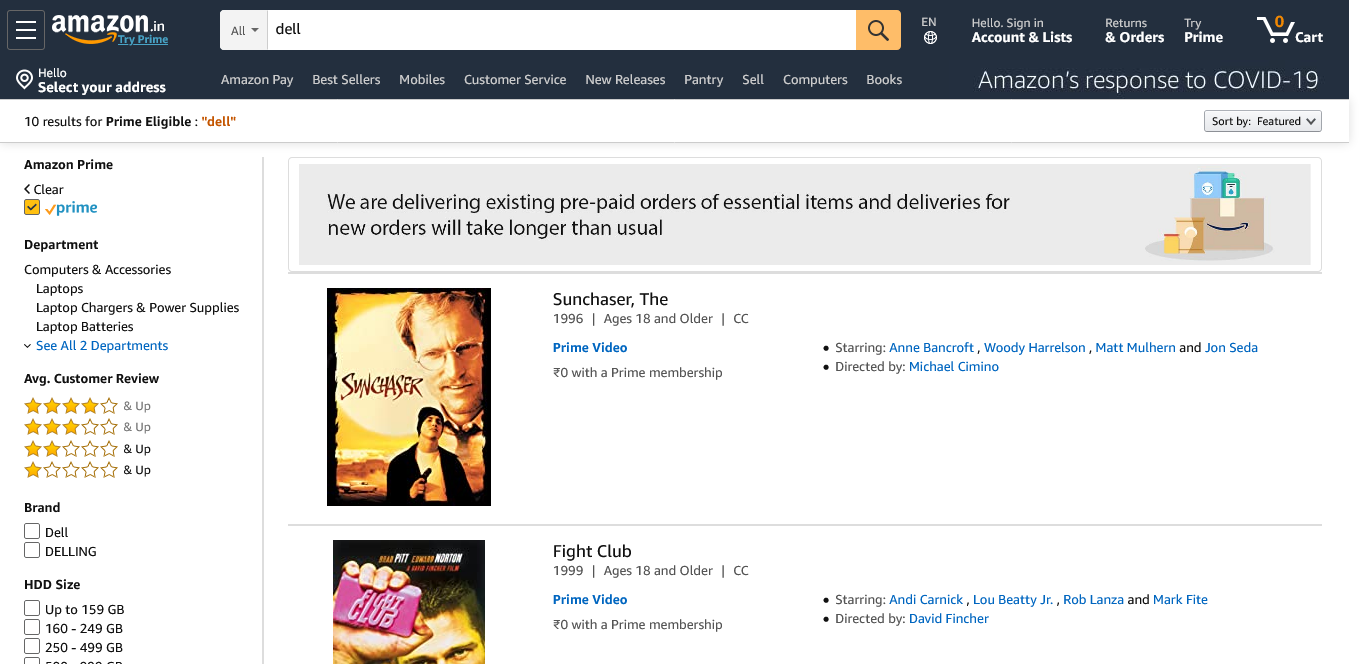 amazon.in
Try Prime
All
dell
EN
Hello. Sign in
Account & Lists
Returns
& Orders
Try
Prime
0
Cart
Hello
Select your address
Amazon Pay Best Sellers Mobiles Customer Service New Releases Pantry Sell Computers Books
Amazon's response to COVID-19
10 results for Prime Eligible : "dell"
Sort by: Featured
Amazon Prime
Clear
prime
Department
Computers & Accessories
Laptops
Laptop Chargers & Power Supplies
Laptop Batteries
See All 2 Departments
Avg. Customer Review
& Up
& Up
& Up
& Up
Brand
Dell
DELLING
HDD Size
Up to 159 GB
160 - 249 GB
250 - 499 GB
We are delivering existing pre-paid orders of essential items and deliveries for
new orders will take longer than usual
SUNCHASER
Sunchaser, The
1996 | Ages 18 and Older | CC
Prime Video
₹0 with a Prime membership
• Starring: Anne Bancroft , Woody Harrelson , Matt Mulhern and Jon Seda
• Directed by: Michael Cimino
BRAD PITT EDWARD NORTON
A DAVID FINCHER FILM
FIGHT CLUB
Fight Club
1999 | Ages 18 and Older | CC
Prime Video
₹0 with a Prime membership
• Starring: Andi Carnick , Lou Beatty Jr. , Rob Lanza and Mark Fite
• Directed by: David Fincher